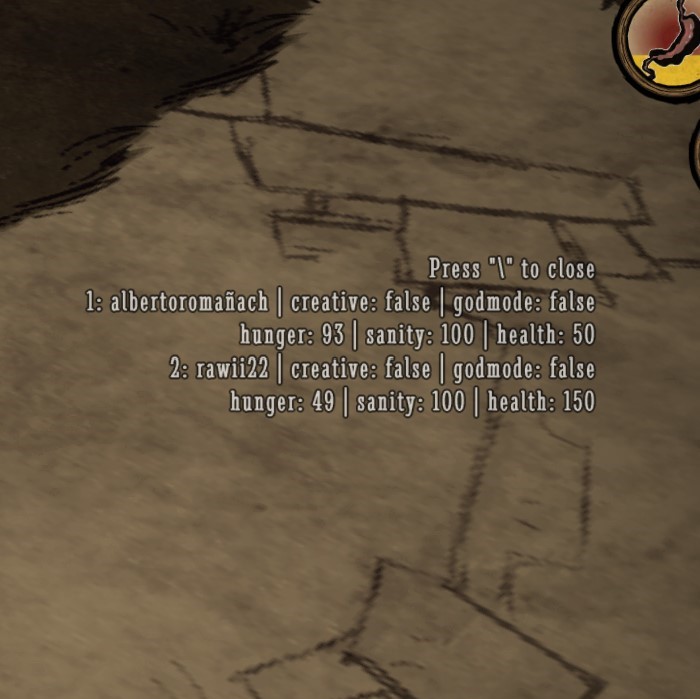 Press "\" to close
1: albertoromañach | creative: false | godmode: false
hunger: 93 | sanity: 100 | health: 50
2: rawii22 | creative: false | godmode: false
hunger: 49 | sanity: 100 | health: 150